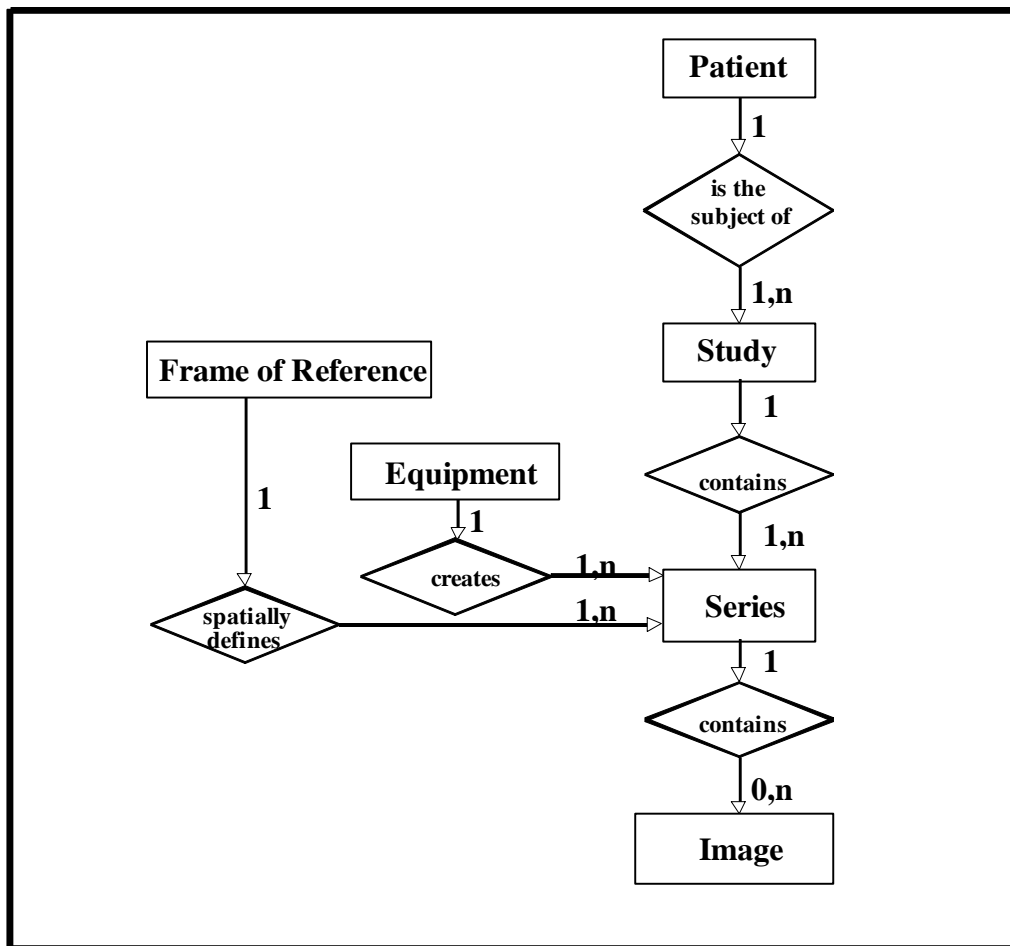 Patient
1
is the
subject of
1,n
Study
1
contains
1,n
Frame of Reference
1
spatially
defines
1,n
Equipment
1
creates
1,n
Series
1
contains
0,n
Image